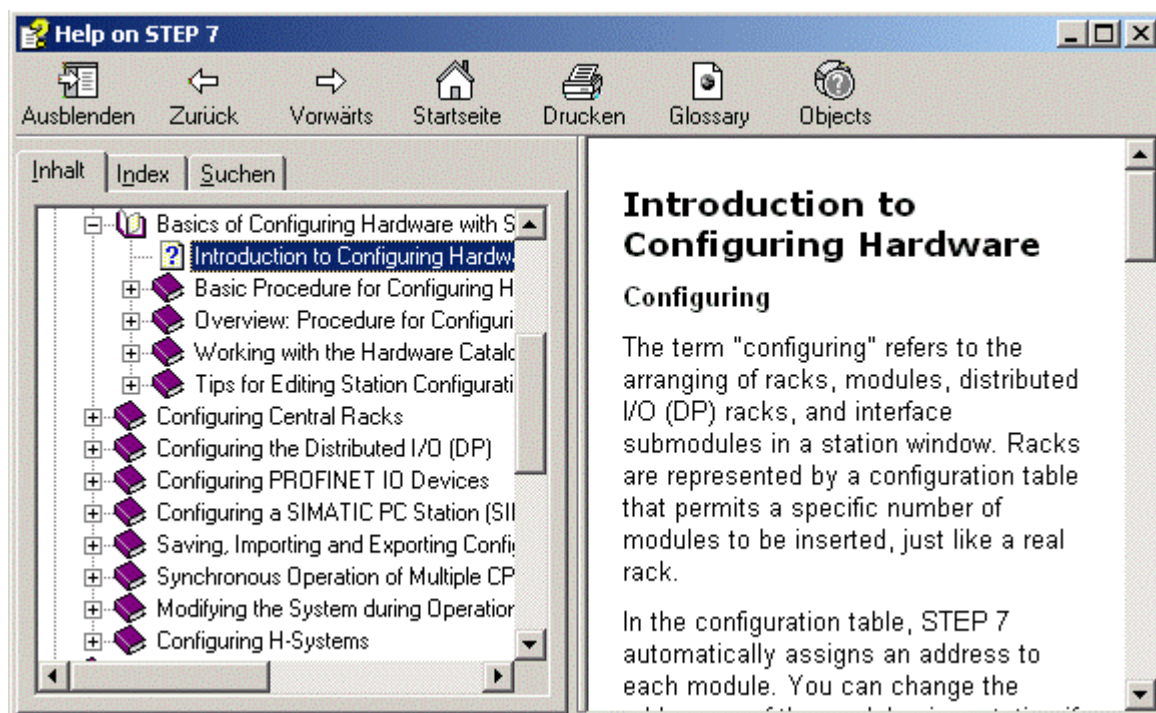 Help on STEP 7
Ausblenden Zurück Vorwärts Startseite Drucken Glossary Objects
Inhalt Index Suchen
Basics of Configuring Hardware with S
Introduction to Configuring Hardw
Basic Procedure for Configuring H
Overview: Procedure for Configuri
Working with the Hardware Catalo
Tips for Editing Station Configurati
Configuring Central Racks
Configuring the Distributed I/O (DP)
Configuring PROFINET IO Devices
Configuring a SIMATIC PC Station (SI
Saving, Importing and Exporting Config
Synchronous Operation of Multiple CP
Modifying the System during Operation
Configuring H-Systems
Introduction to
Configuring Hardware
Configuring
The term "configuring" refers to the
arranging of racks, modules, distributed
I/O (DP) racks, and interface
submodules in a station window. Racks
are represented by a configuration table
that permits a specific number of
modules to be inserted, just like a real
rack.
In the configuration table, STEP 7
automatically assigns an address to
each module. You can change the